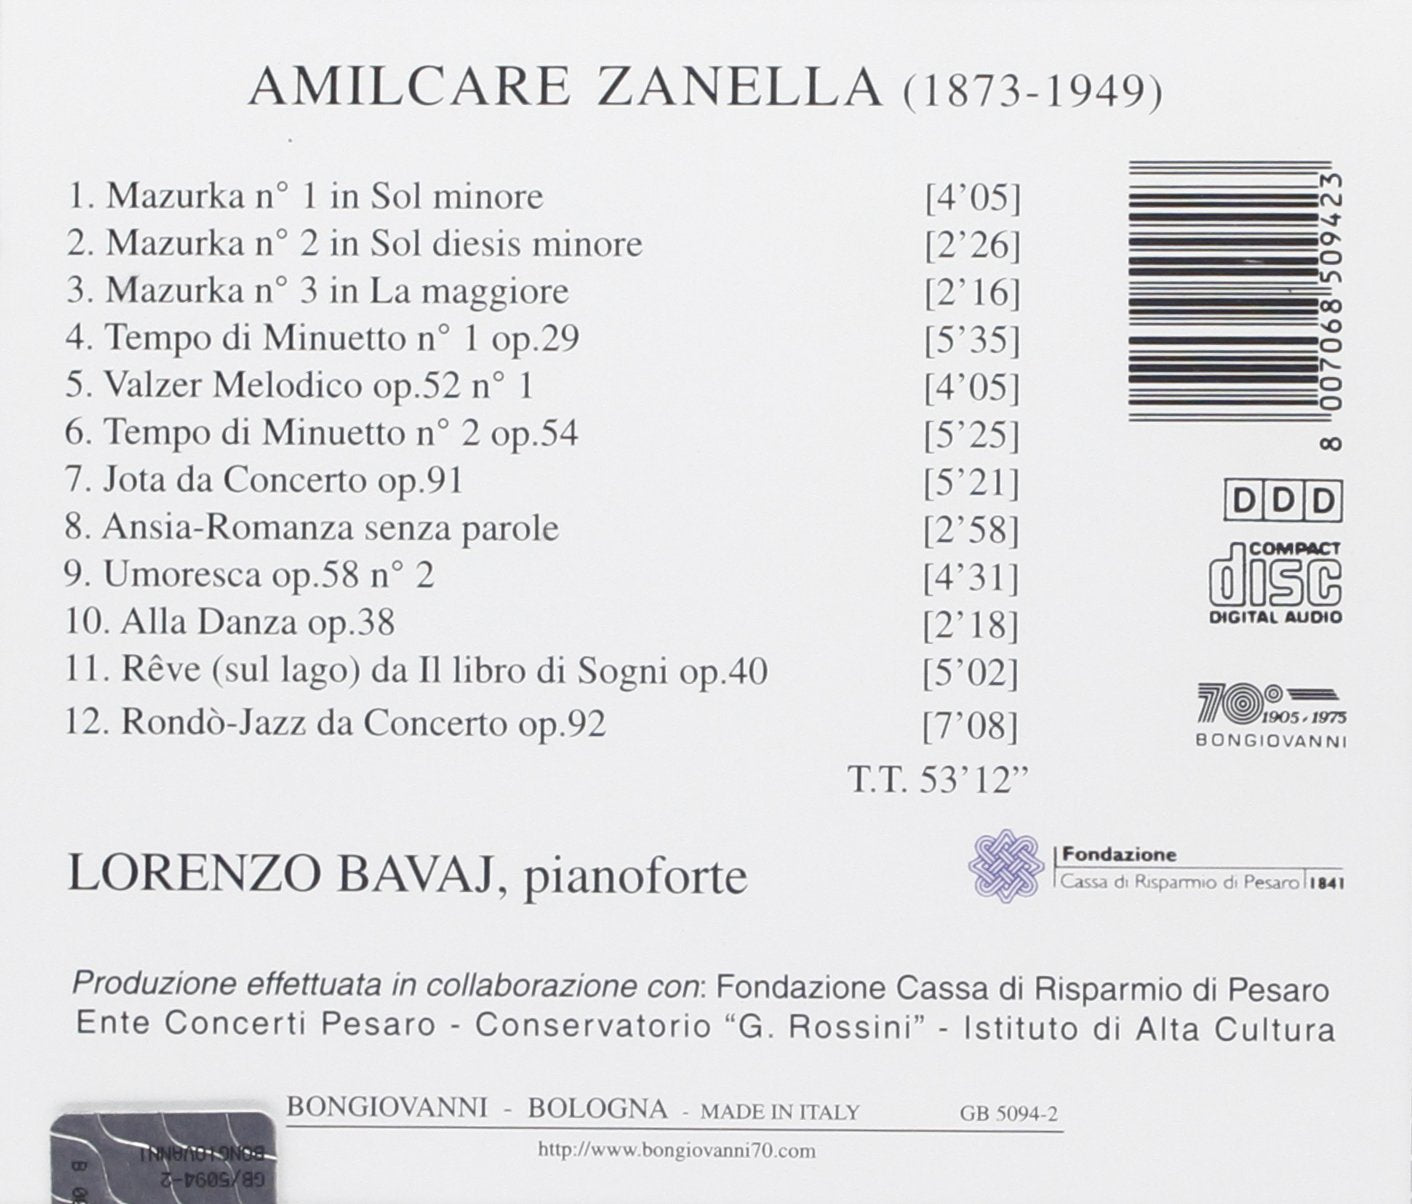 AMILCARE ZANELLA (1873-1949)
1. Mazurka n° 1 in Sol minore [4’05]
2. Mazurka n° 2 in Sol diesis minore [2’26]
3. Mazurka n° 3 in La maggiore [2’16]
4. Tempo di Minuetto n° 1 op.29 [5’35]
5. Valzer Melodico op.52 n° 1 [4’05]
6. Tempo di Minuetto n° 2 op.54 [5’25]
7. Jota da Concerto op.91 [5’21]
8. Ansia-Romanza senza parole [2’58]
9. Umoresca op.58 n° 2 [4’31]
10. Alla Danza op.38 [2’18]
11. Rêve (sul lago) da Il libro di Sogni op.40 [5’02]
12. Rondò-Jazz da Concerto op.92 [7’08]
T.T. 53’12”
8 007068 509423
DDD
COMPACT
disc
DIGITAL AUDIO
70°
1905-1975
BONGIOVANNI
LORENZO BAVAJ, pianoforte
Fondazione
Cassa di Risparmio di Pesaro 1841
Produzione effettuata in collaborazione con: Fondazione Cassa di Risparmio di Pesaro
Ente Concerti Pesaro - Conservatorio “G. Rossini” - Istituto di Alta Cultura
BONGIOVANNI - BOLOGNA - MADE IN ITALY GB 5094-2
http://www.bongiovanni70.com
GB/5094-2
BONGIOVANNI